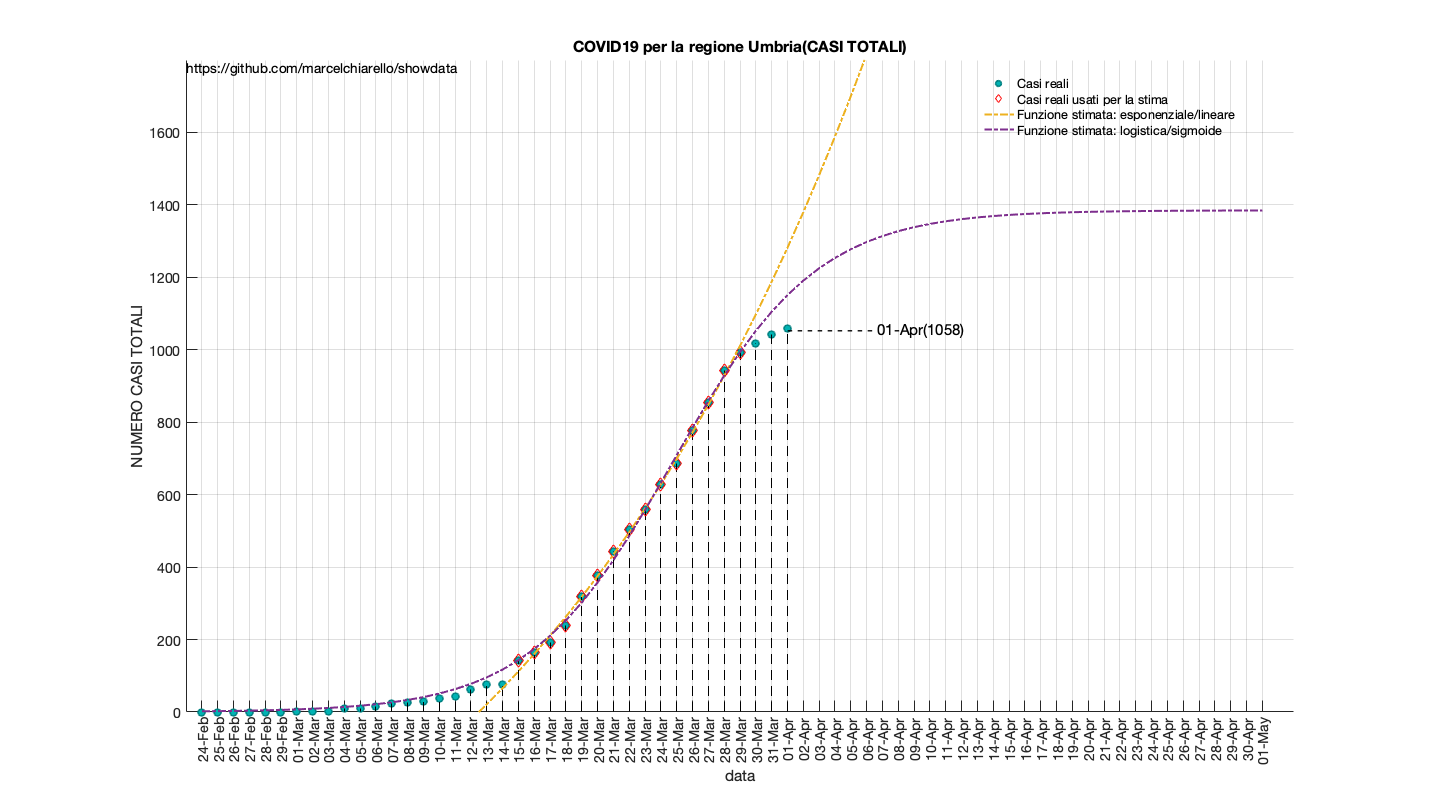 COVID19 per la regione Umbria(CASI TOTALI)
https://github.com/marcelchiarello/showdata
Casi reali
Casi reali usati per la stima
Funzione stimata: esponenziale/lineare
Funzione stimata: logistica/sigmoide
1600
1400
1200
1000
800
600
400
200
0
NUMERO CASI TOTALI
01-Apr(1058)
24-Feb
25-Feb
26-Feb
27-Feb
28-Feb
29-Feb
01-Mar
02-Mar
03-Mar
04-Mar
05-Mar
06-Mar
07-Mar
08-Mar
09-Mar
10-Mar
11-Mar
12-Mar
13-Mar
14-Mar
15-Mar
16-Mar
17-Mar
18-Mar
19-Mar
20-Mar
21-Mar
22-Mar
23-Mar
24-Mar
25-Mar
26-Mar
27-Mar
28-Mar
29-Mar
30-Mar
31-Mar
01-Apr
02-Apr
03-Apr
04-Apr
05-Apr
06-Apr
07-Apr
08-Apr
09-Apr
10-Apr
11-Apr
12-Apr
13-Apr
14-Apr
15-Apr
16-Apr
17-Apr
18-Apr
19-Apr
20-Apr
21-Apr
22-Apr
23-Apr
24-Apr
25-Apr
26-Apr
27-Apr
28-Apr
29-Apr
30-Apr
01-May
data